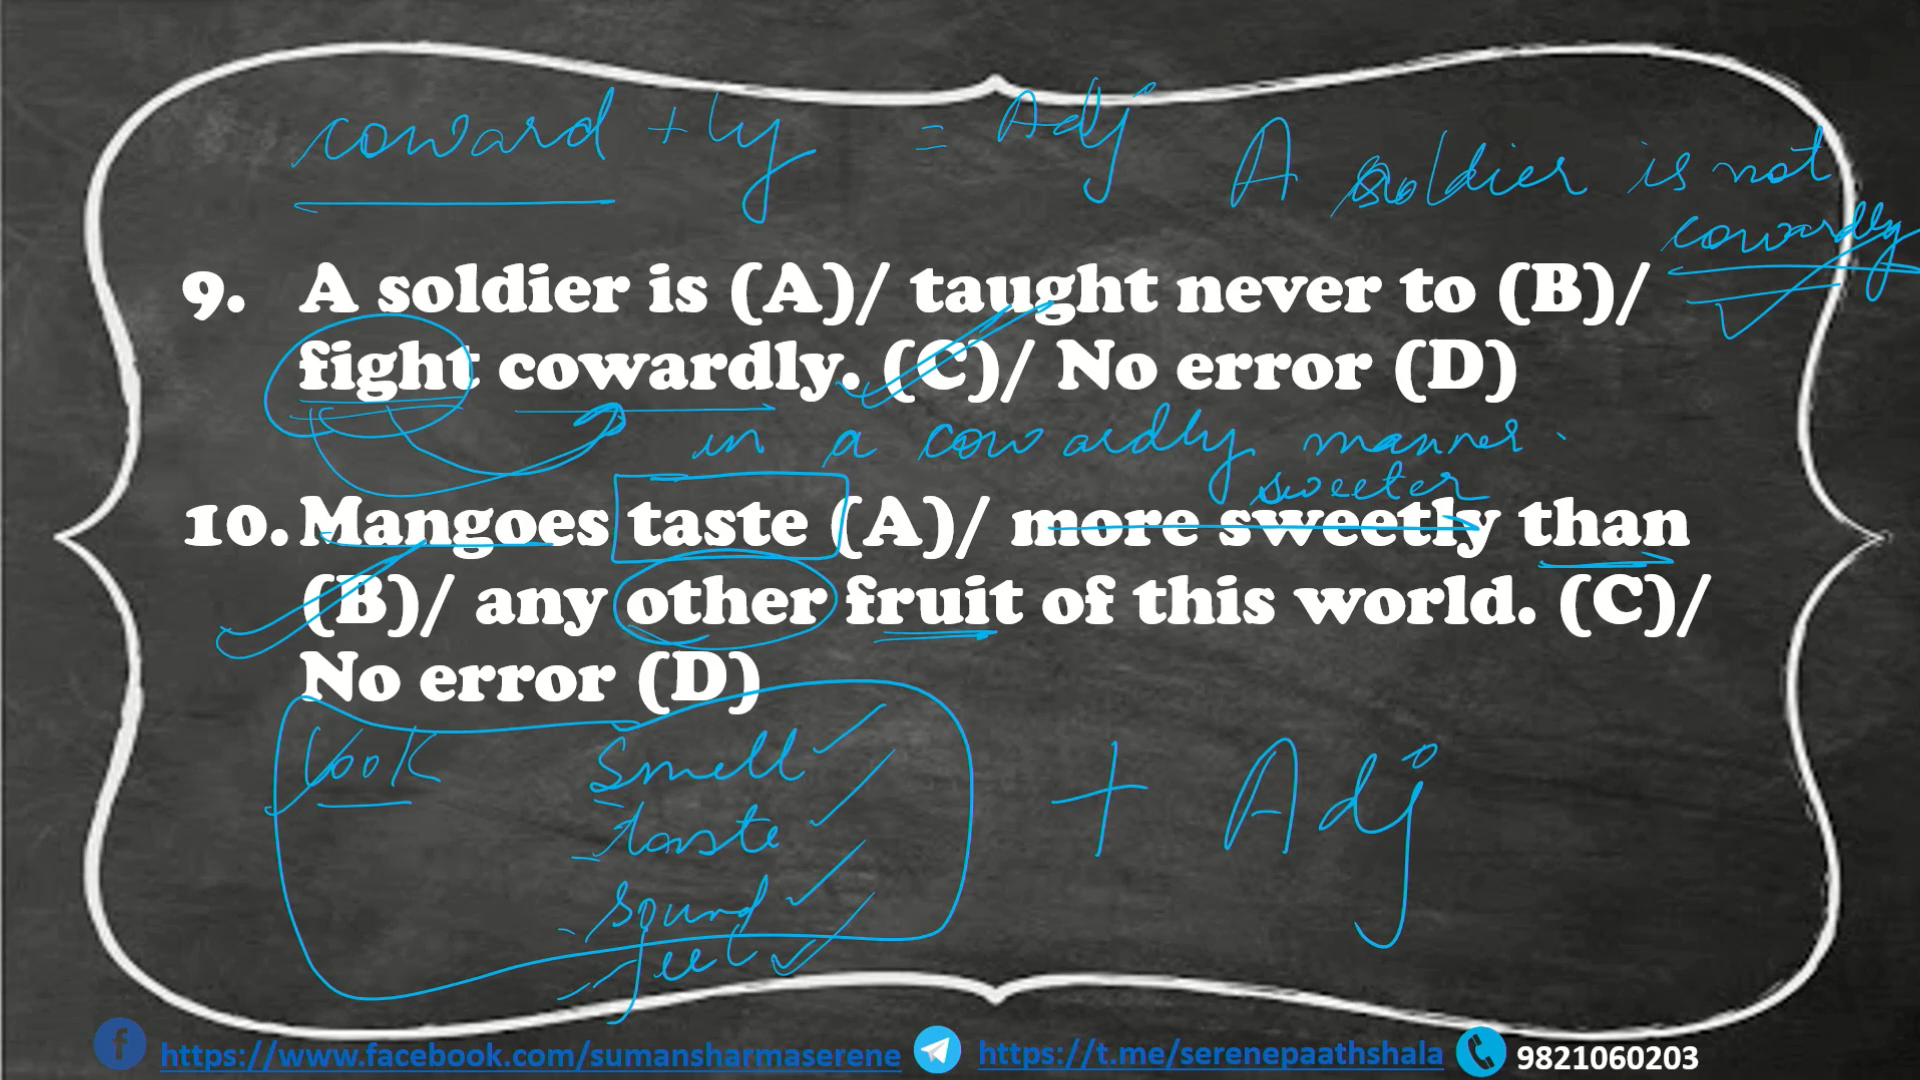 coward + ly = Adj A soldier is not
cowardly
9. A soldier is (A)/ taught never to (B)/
fight cowardly. (C)/ No error (D)
in a cowardly manner.
sweeter
10. Mangoes taste (A)/ more sweetly than
(B)/ any other fruit of this world. (C)/
No error (D)
look smell
taste + Adj
sound
feel
f https://www.facebook.com/sumansharmaserene https://t.me/serenepaathshala 9821060203